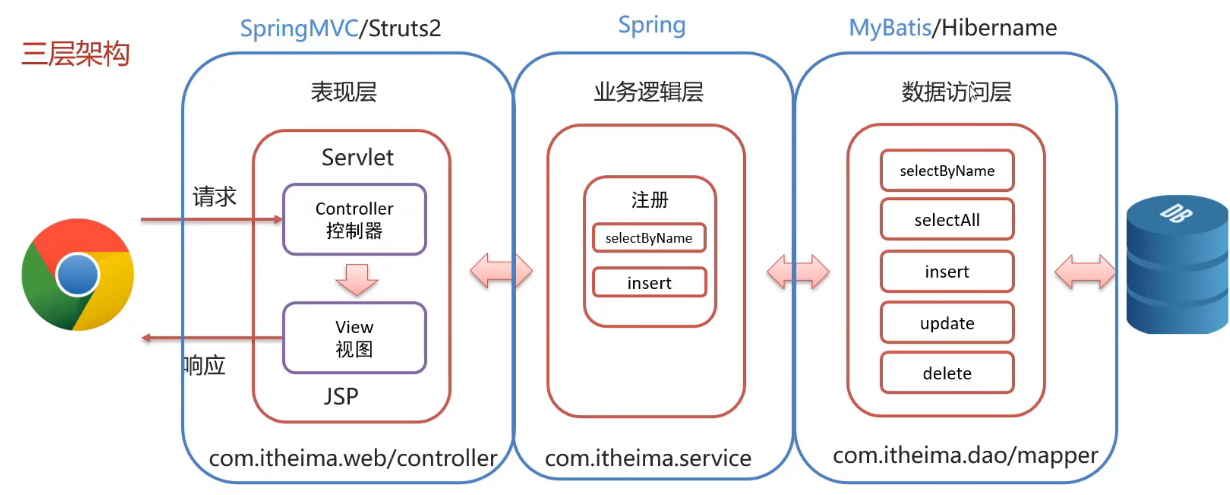 三层架构
SpringMVC/Struts2
Spring
MyBatis/Hibername
表现层
业务逻辑层
数据访问层
Servlet
请求
Controller
控制器
View
视图
响应
JSP
注册
selectByName
insert
selectByName
selectAll
insert
update
delete
DB
com.itheima.web/controller
com.itheima.service
com.itheima.dao/mapper